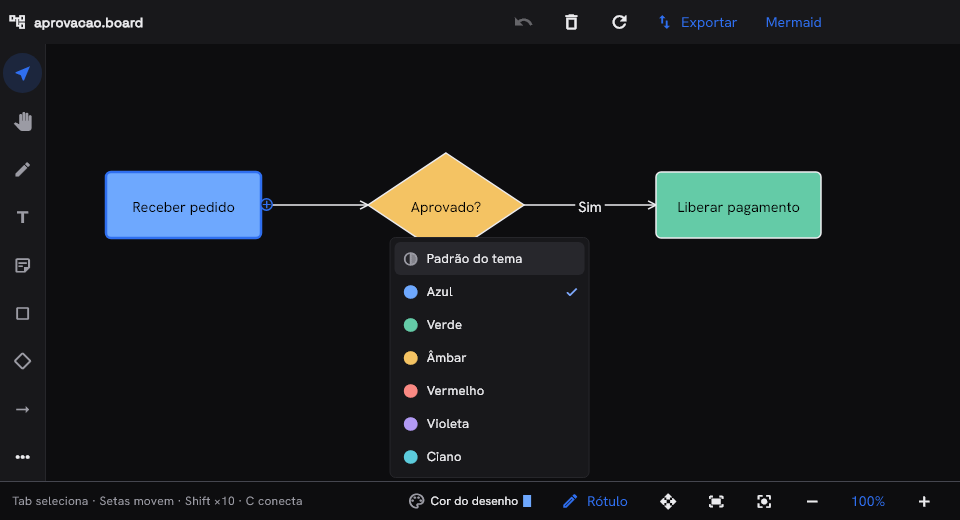 aprovacao.board
Exportar
Mermaid
Receber pedido
Aprovado?
Sim
Liberar pagamento
Padrão do tema
Azul
Verde
Âmbar
Vermelho
Violeta
Ciano
Tab seleciona · Setas movem · Shift ×10 · C conecta
Cor do desenho
Rótulo
100%